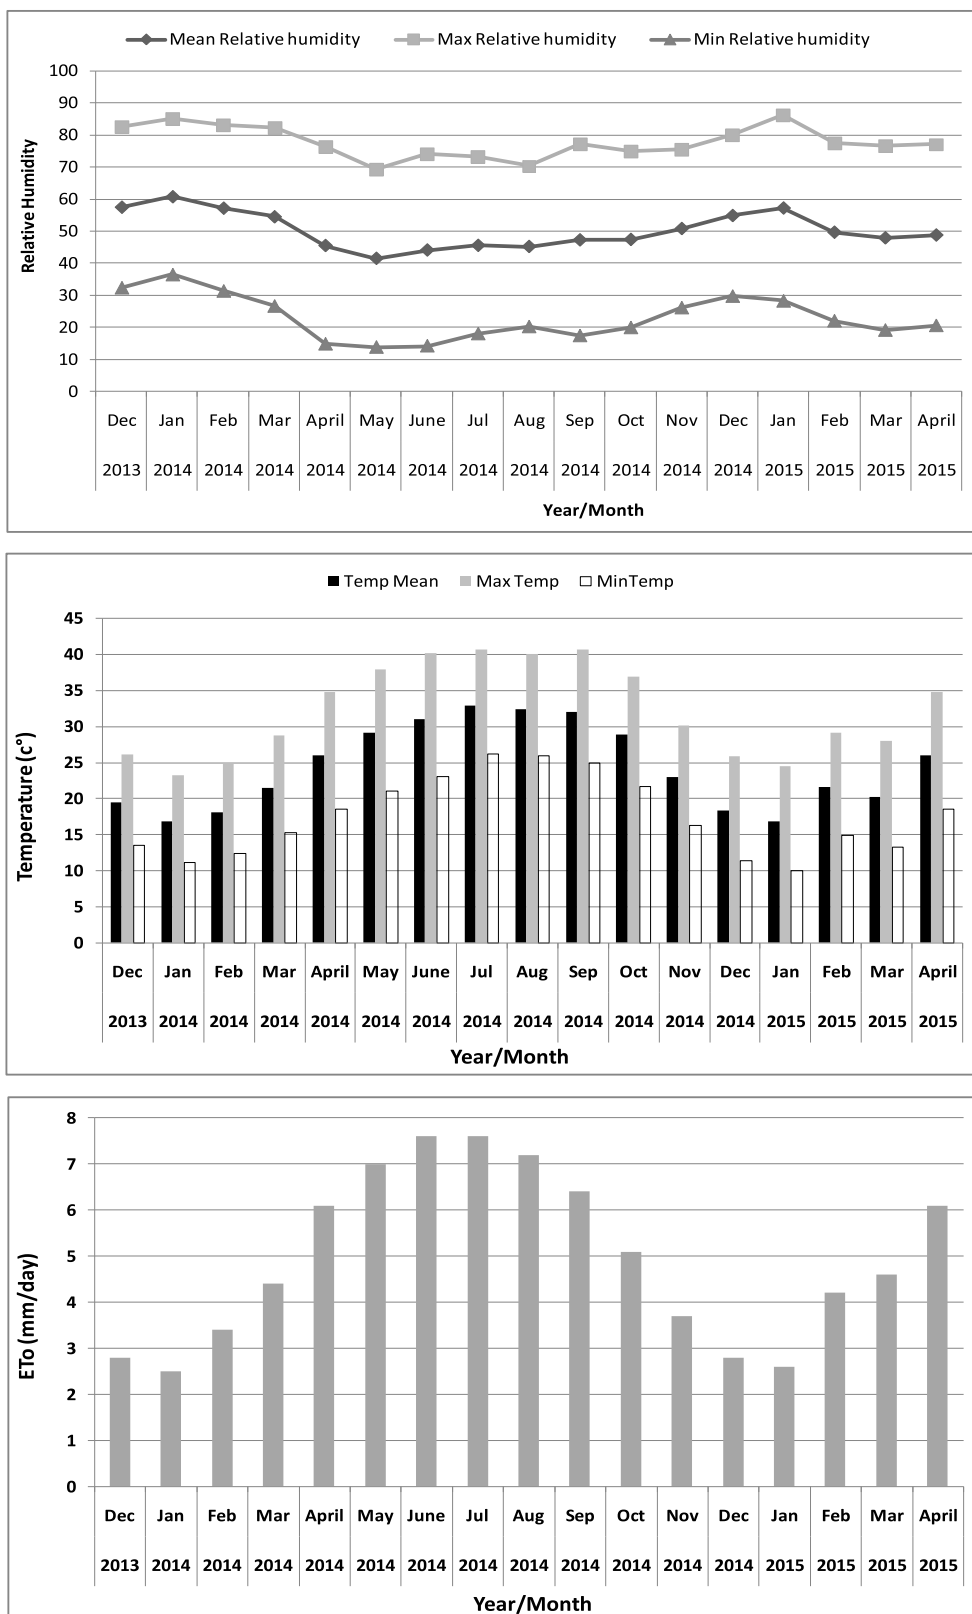 Mean Relative humidity Max Relative humidity Min Relative humidity
100
90
80
70
60
50
40
30
20
10
0
Relative Humidity
Dec Jan Feb Mar April May June Jul Aug Sep Oct Nov Dec Jan Feb Mar April
2013 2014 2014 2014 2014 2014 2014 2014 2014 2014 2014 2014 2014 2015 2015 2015 2015
Year/Month
Temp Mean Max Temp MinTemp
45
40
35
30
25
20
15
10
5
0
Temperature (c°)
Dec Jan Feb Mar April May June Jul Aug Sep Oct Nov Dec Jan Feb Mar April
2013 2014 2014 2014 2014 2014 2014 2014 2014 2014 2014 2014 2014 2015 2015 2015 2015
Year/Month
8
7
6
5
4
3
2
1
0
ETo (mm/day)
Dec Jan Feb Mar April May June Jul Aug Sep Oct Nov Dec Jan Feb Mar April
2013 2014 2014 2014 2014 2014 2014 2014 2014 2014 2014 2014 2014 2015 2015 2015 2015
Year/Month